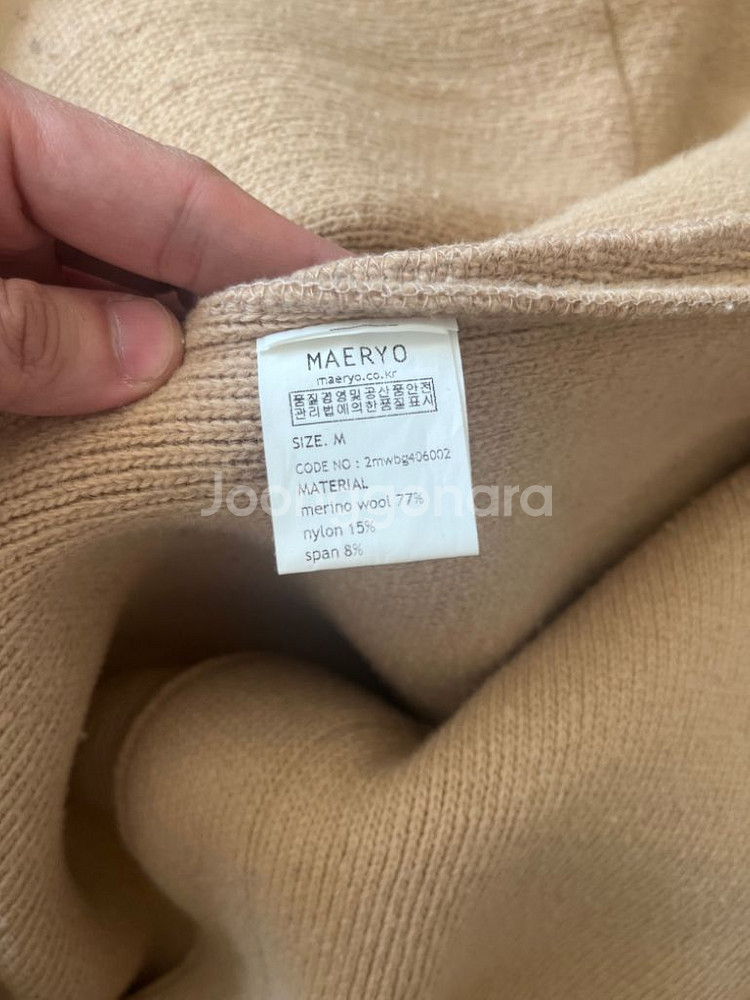 MAERYO
maeryo.co.kr
품질경영및공산품안전
관리법에의한품질표시
SIZE. M
CODE NO : 2mwbg406002
MATERIAL
merino wool 77%
nylon 15%
span 8%
Joonggonara